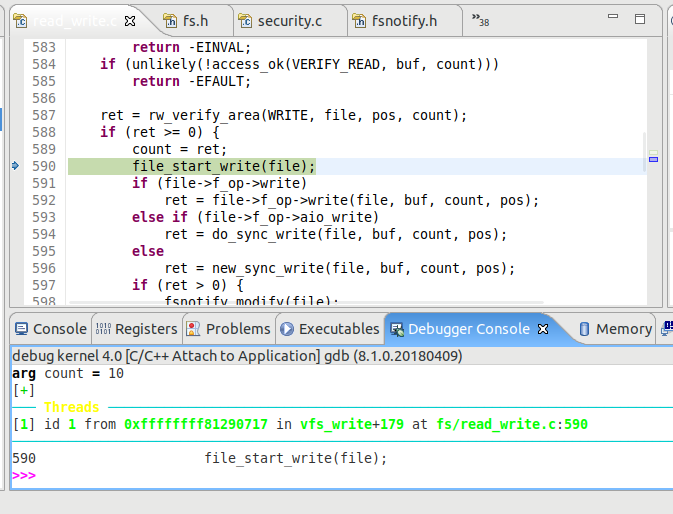 read_write.c fs.h security.c fsnotify.h »38
583 return -EINVAL;
584 if (unlikely(!access_ok(VERIFY_READ, buf, count)))
585 return -EFAULT;
586
587 ret = rw_verify_area(WRITE, file, pos, count);
588 if (ret >= 0) {
589 count = ret;
590 file_start_write(file);
591 if (file->f_op->write)
592 ret = file->f_op->write(file, buf, count, pos);
593 else if (file->f_op->aio_write)
594 ret = do_sync_write(file, buf, count, pos);
595 else
596 ret = new_sync_write(file, buf, count, pos);
597 if (ret > 0) {
598 fsnotify_modify(file);
Console Registers Problems Executables Debugger Console Memory
debug kernel 4.0 [C/C++ Attach to Application] gdb (8.1.0.20180409)
arg count = 10
[+]
Threads
[1] id 1 from 0xffffffff81290717 in vfs_write+179 at fs/read_write.c:590
590 file_start_write(file);
>>>